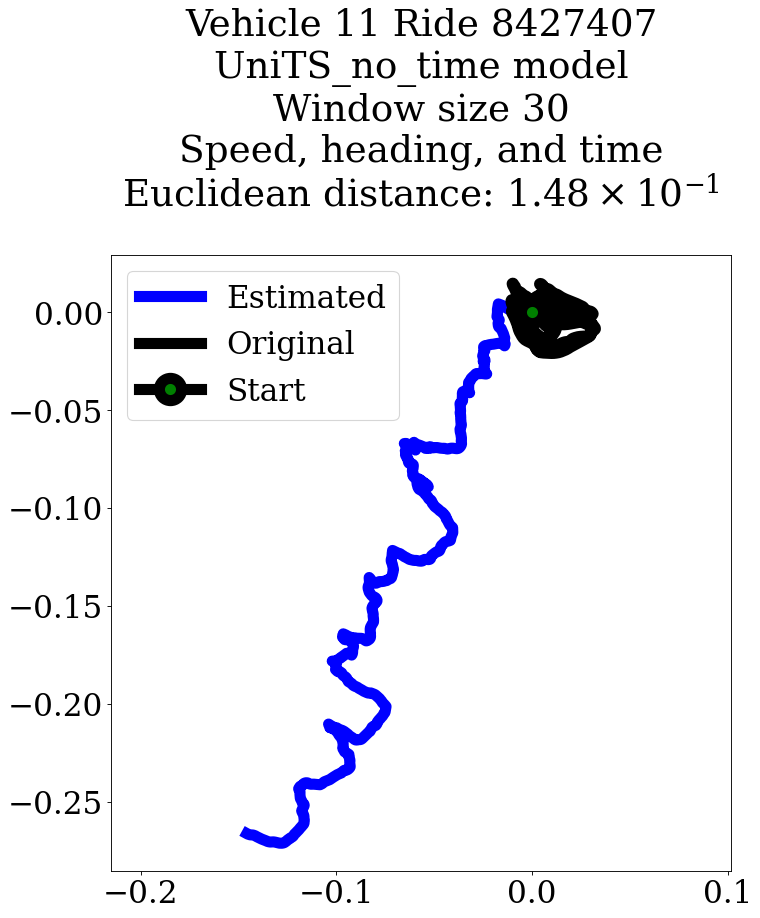 Vehicle 11 Ride 8427407
UniTS_no_time model
Window size 30
Speed, heading, and time
Euclidean distance: 1.48 × 10⁻¹
Estimated
Original
Start
0.00
−0.05
−0.10
−0.15
−0.20
−0.25
−0.2
−0.1
0.0
0.1